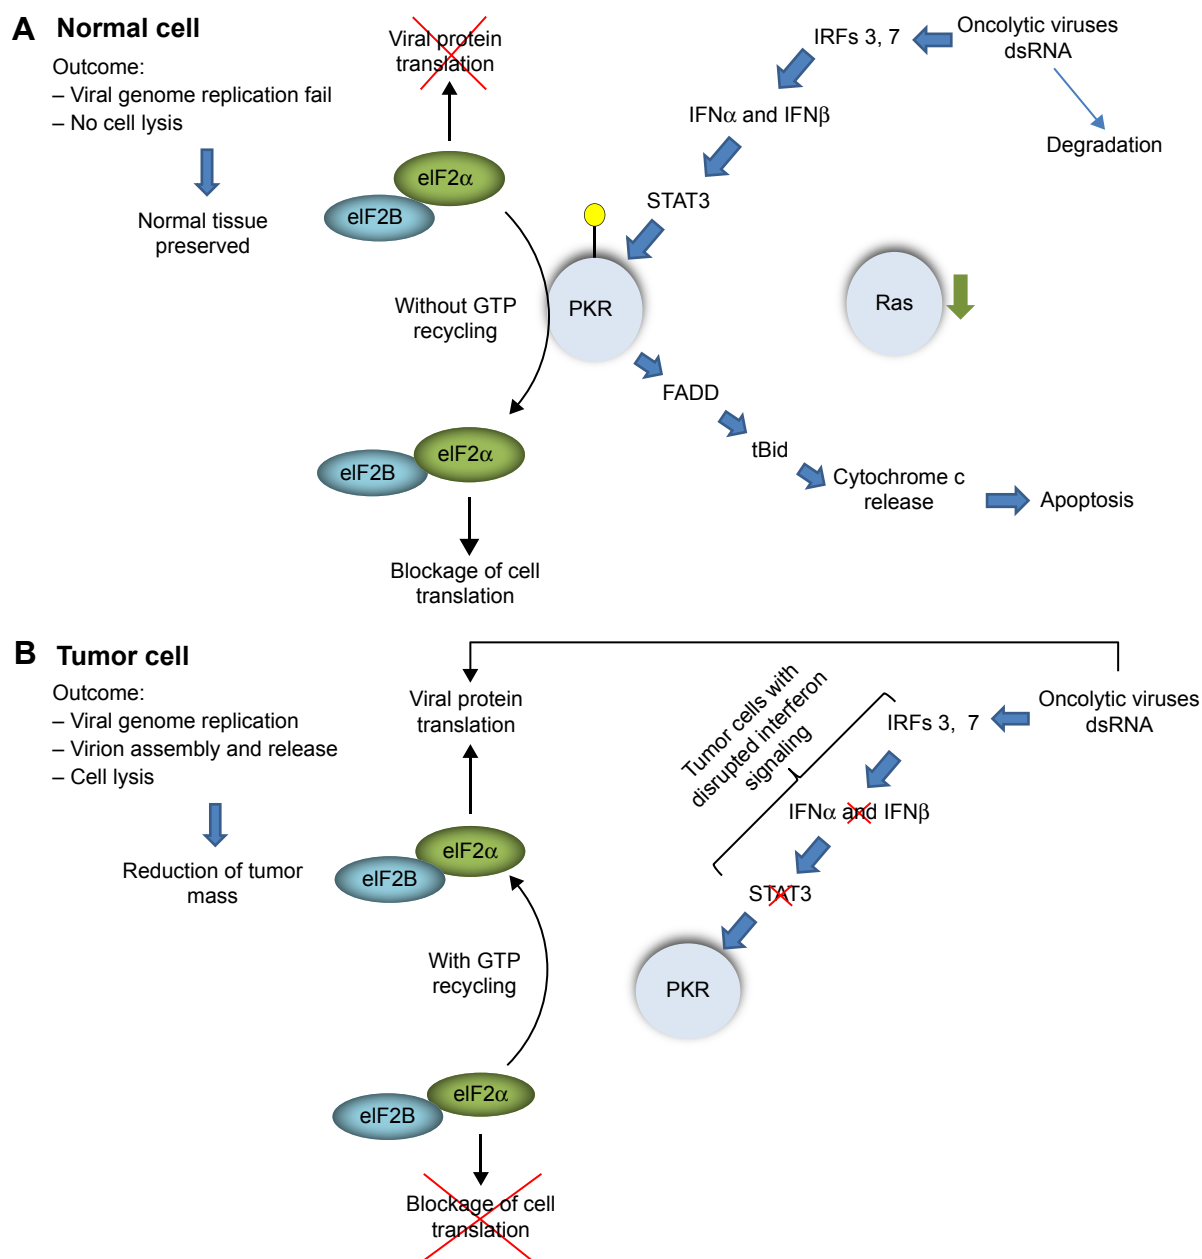 A Normal cell
Outcome:
– Viral genome replication fail
– No cell lysis
Normal tissue
preserved
Viral protein
translation
eIF2α
eIF2B
Without GTP
recycling
eIF2α
eIF2B
Blockage of cell
translation
Oncolytic viruses
dsRNA
IRFs 3, 7
Degradation
IFNα and IFNβ
STAT3
PKR
Ras
FADD
tBid
Cytochrome c
release
Apoptosis
B Tumor cell
Outcome:
– Viral genome replication
– Virion assembly and release
– Cell lysis
Reduction of tumor
mass
Viral protein
translation
eIF2α
eIF2B
With GTP
recycling
eIF2α
eIF2B
Blockage of cell
translation
Tumor cells with
disrupted interferon
signaling
Oncolytic viruses
dsRNA
IRFs 3, 7
IFNα and IFNβ
STAT3
PKR